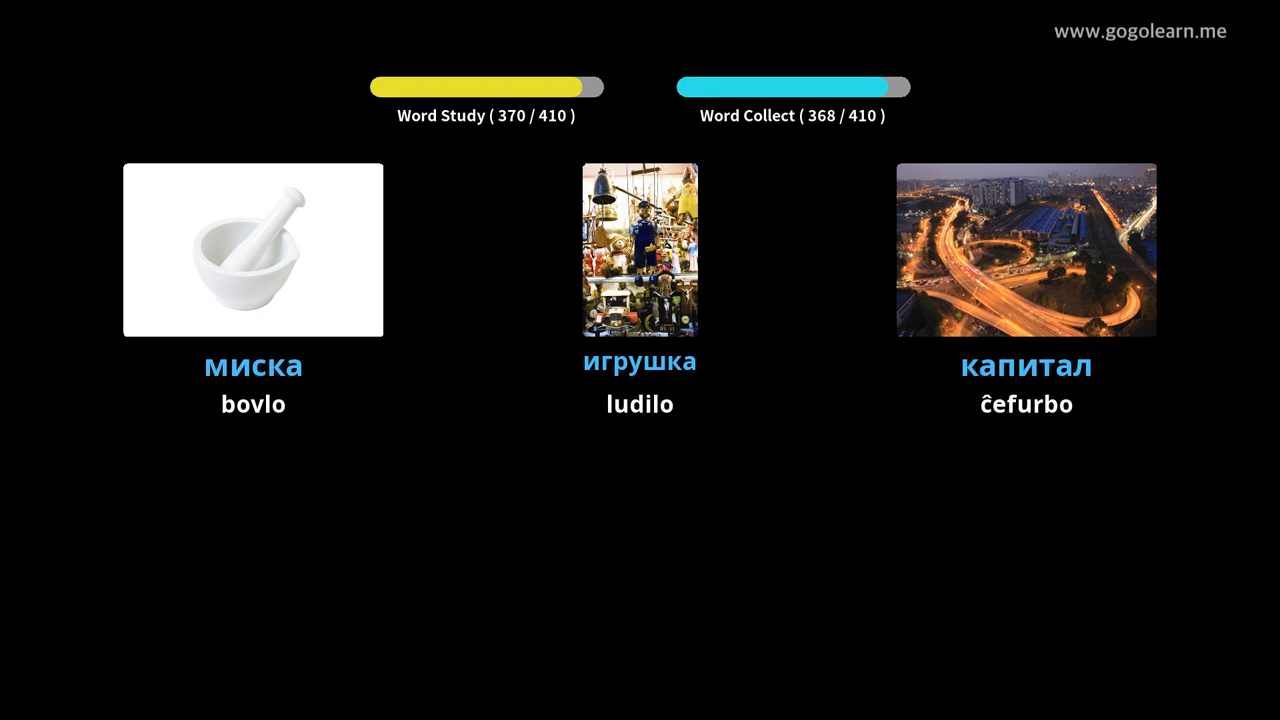 www.gogolearn.me
Word Study ( 370 / 410 )
Word Collect ( 368 / 410 )
миска
игрушка
капитал
bovlo
ludilo
ĉefurbo